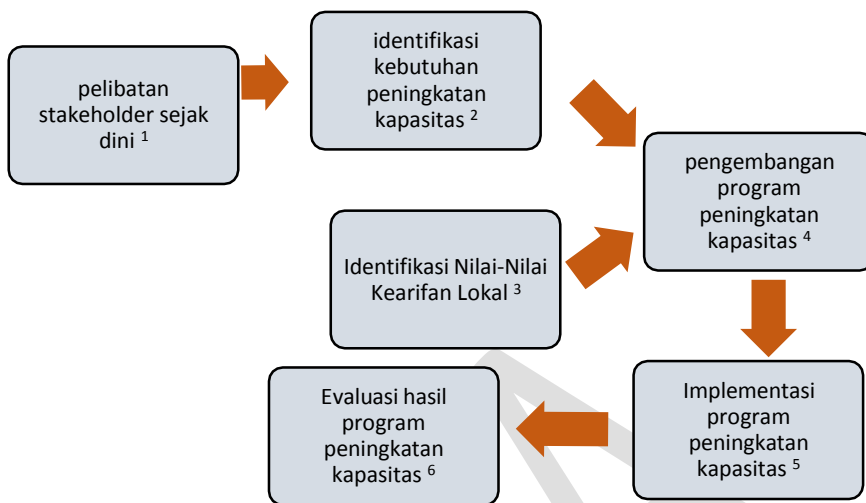 pelibatan
stakeholder sejak
dini 1
identifikasi
kebutuhan
peningkatan
kapasitas 2
Identifikasi Nilai-Nilai
Kearifan Lokal 3
pengembangan
program
peningkatan
kapasitas 4
Implementasi
program
peningkatan
kapasitas 5
Evaluasi hasil
program
peningkatan
kapasitas 6